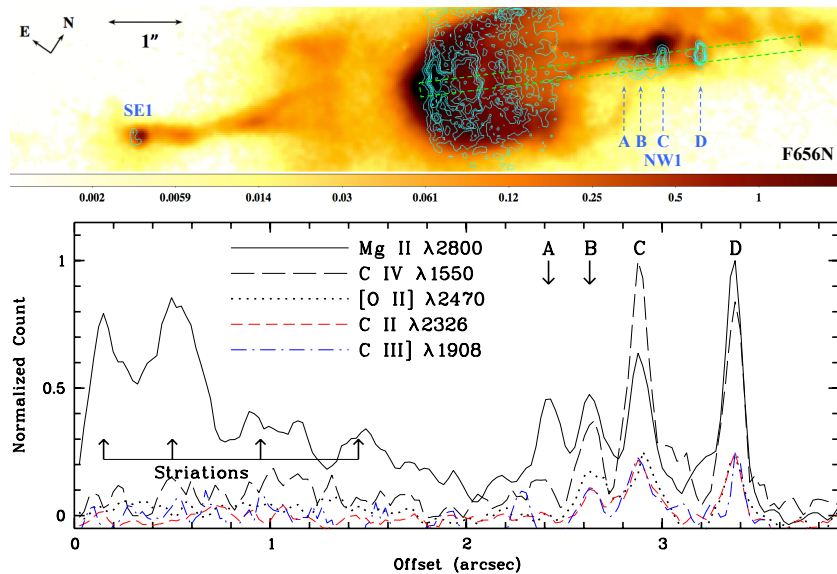 E
N
1”
SE1
A
B
C
D
NW1
F656N
0.002 0.0059 0.014 0.03 0.061 0.12 0.25 0.5 1
Mg II λ2800
C IV λ1550
[O II] λ2470
C II λ2326
C III] λ1908
A
B
C
D
Striations
Normalized Count
1
0.5
0
0 1 2 3
Offset (arcsec)